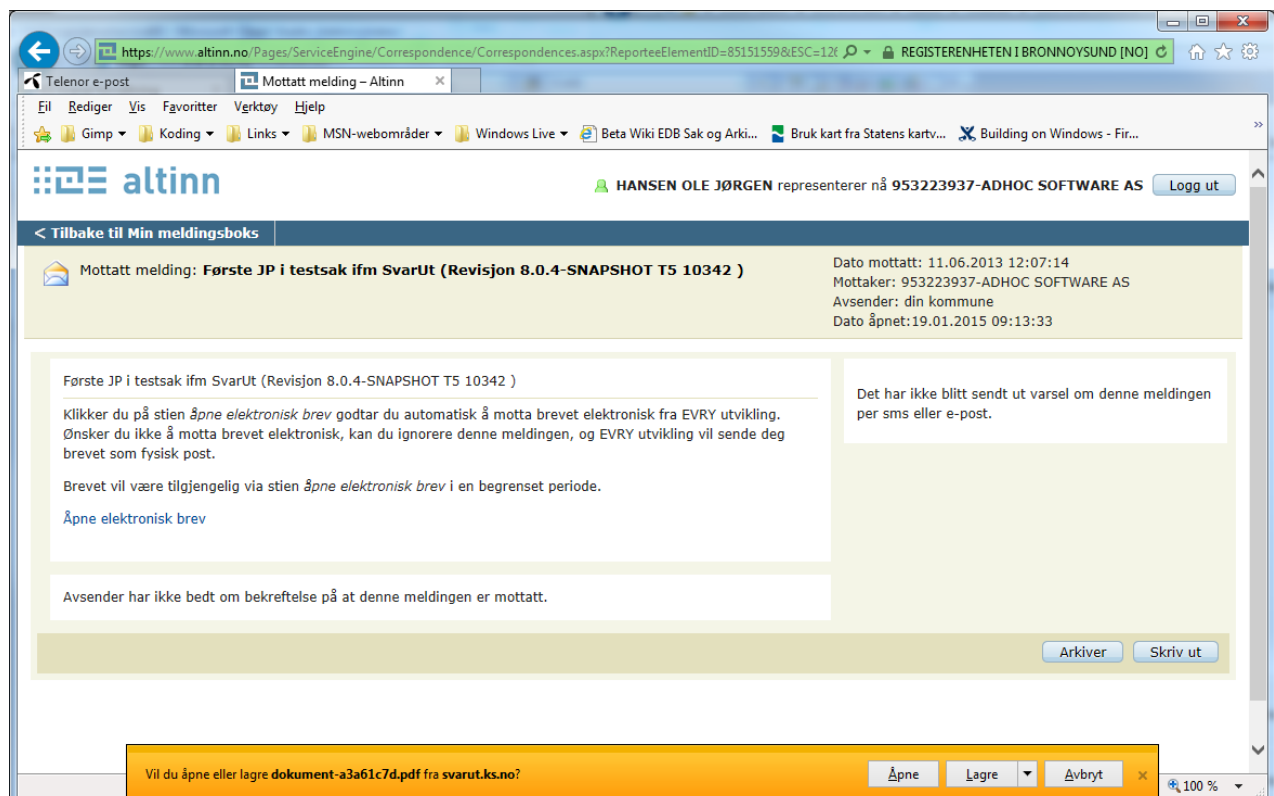 https://www.altinn.no/Pages/ServiceEngine/Correspondence/Correspondences.aspx?ReporteeElementID=85151559&ESC=126 REGISTERENHETEN I BRONNOYSUND [NO]
Telenor e-post Mottatt melding – Altinn
Fil Rediger Vis Favoritter Verktøy Hjelp
Gimp Koding Links MSN-webområder Windows Live Beta Wiki EDB Sak og Arki... Bruk kart fra Statens kartv... Building on Windows - Fir...
altinn
HANSEN OLE JØRGEN representerer nå 953223937-ADHOC SOFTWARE AS Logg ut
< Tilbake til Min meldingsboks
Mottatt melding: Første JP i testsak ifm SvarUt (Revisjon 8.0.4-SNAPSHOT T5 10342 )
Dato mottatt: 11.06.2013 12:07:14
Mottaker: 953223937-ADHOC SOFTWARE AS
Avsender: din kommune
Dato åpnet:19.01.2015 09:13:33
Første JP i testsak ifm SvarUt (Revisjon 8.0.4-SNAPSHOT T5 10342 )
Klikker du på stien åpne elektronisk brev godtar du automatisk å motta brevet elektronisk fra EVRY utvikling.
Ønsker du ikke å motta brevet elektronisk, kan du ignorere denne meldingen, og EVRY utvikling vil sende deg
brevet som fysisk post.
Brevet vil være tilgjengelig via stien åpne elektronisk brev i en begrenset periode.
Åpne elektronisk brev
Det har ikke blitt sendt ut varsel om denne meldingen
per sms eller e-post.
Avsender har ikke bedt om bekreftelse på at denne meldingen er mottatt.
Arkiver Skriv ut
Vil du åpne eller lagre dokument-a3a61c7d.pdf fra svarut.ks.no? Åpne Lagre Avbryt
100 %